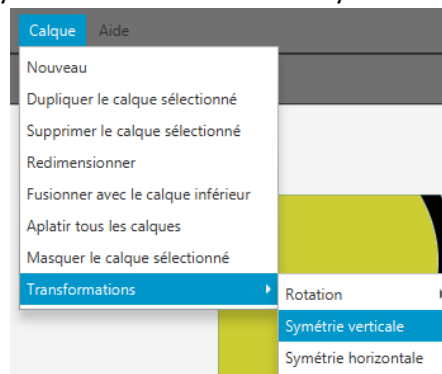 Calque Aide
Nouveau
Dupliquer le calque sélectionné
Supprimer le calque sélectionné
Redimensionner
Fusionner avec le calque inférieur
Aplatir tous les calques
Masquer le calque sélectionné
Transformations
Rotation
Symétrie verticale
Symétrie horizontale